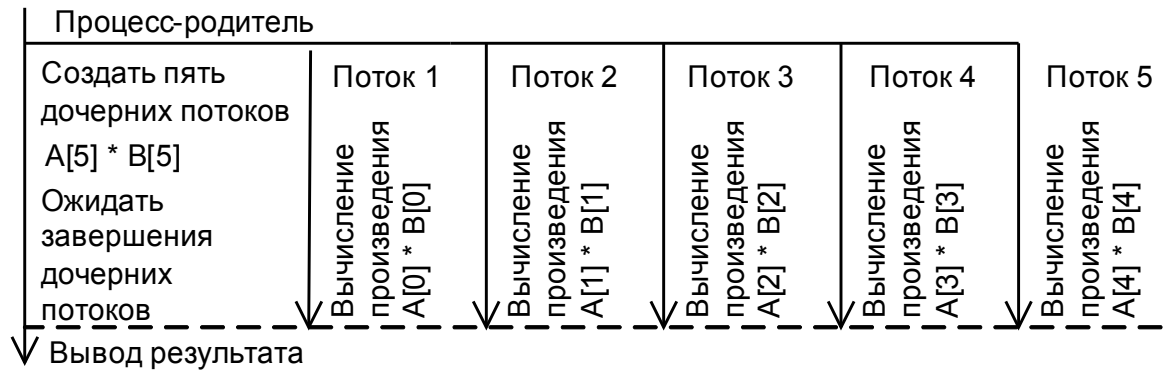 Процесс-родитель
Создать пять
дочерних потоков
A[5] * B[5]
Ожидать
завершения
дочерних
потоков
Поток 1
Вычисление
произведения
A[0] * B[0]
Поток 2
Вычисление
произведения
A[1] * B[1]
Поток 3
Вычисление
произведения
A[2] * B[2]
Поток 4
Вычисление
произведения
A[3] * B[3]
Поток 5
Вычисление
произведения
A[4] * B[4]
Вывод результата